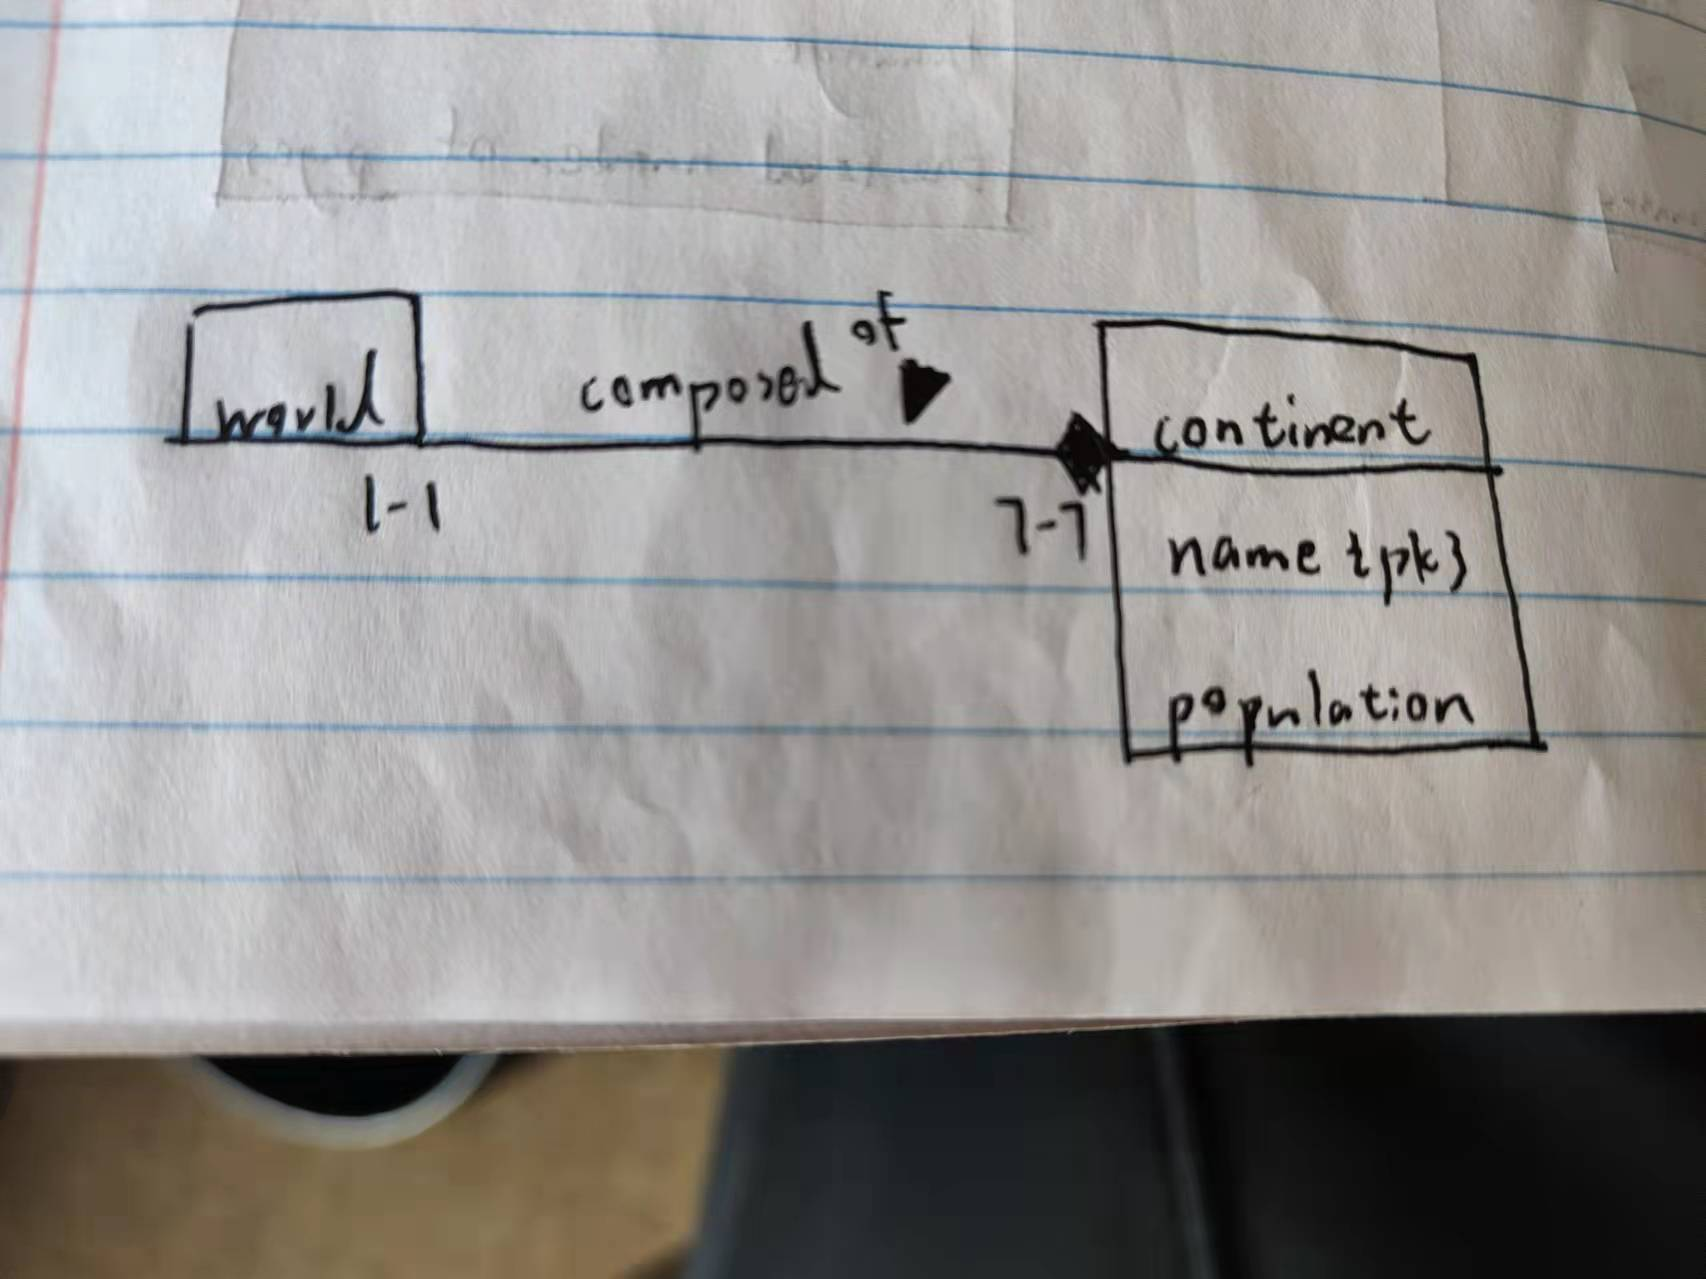 world
composed of
1-1
7-7
continent
name {pk}
population